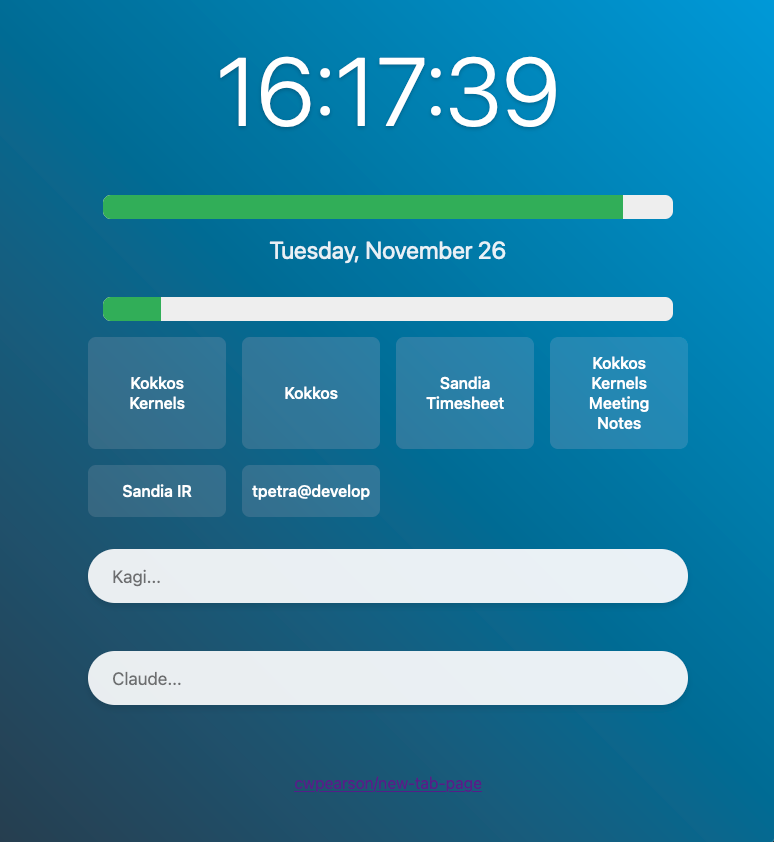 16:17:39
Tuesday, November 26
Kokkos
Kernels
Kokkos
Sandia
Timesheet
Kokkos
Kernels
Meeting
Notes
Sandia IR
tpetra@develop
Kagi...
Claude...
cwpearson/new-tab-page